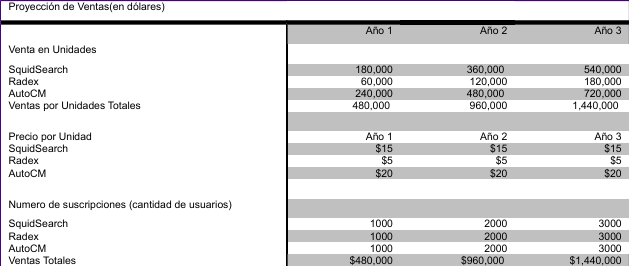 Proyección de Ventas(en dólares)
Año 1 Año 2 Año 3
Venta en Unidades
SquidSearch 180,000 360,000 540,000
Radex 60,000 120,000 180,000
AutoCM 240,000 480,000 720,000
Ventas por Unidades Totales 480,000 960,000 1,440,000
Precio por Unidad Año 1 Año 2 Año 3
SquidSearch $15 $15 $15
Radex $5 $5 $5
AutoCM $20 $20 $20
Numero de suscripciones (cantidad de usuarios)
SquidSearch 1000 2000 3000
Radex 1000 2000 3000
AutoCM 1000 2000 3000
Ventas Totales $480,000 $960,000 $1,440,000